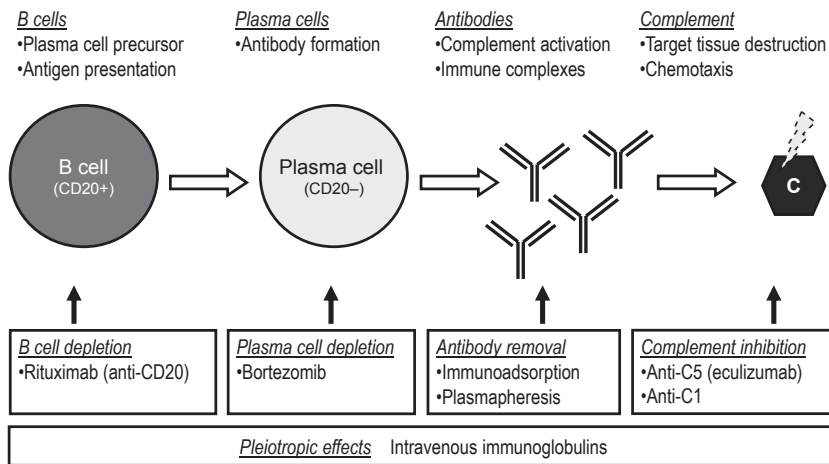 B cells
•Plasma cell precursor
•Antigen presentation
Plasma cells
•Antibody formation
Antibodies
•Complement activation
•Immune complexes
Complement
•Target tissue destruction
•Chemotaxis
B cell
(CD20+)
Plasma cell
(CD20–)
C
B cell depletion
•Rituximab (anti-CD20)
Plasma cell depletion
•Bortezomib
Antibody removal
•Immunoadsorption
•Plasmapheresis
Complement inhibition
•Anti-C5 (eculizumab)
•Anti-C1
Pleiotropic effects Intravenous immunoglobulins